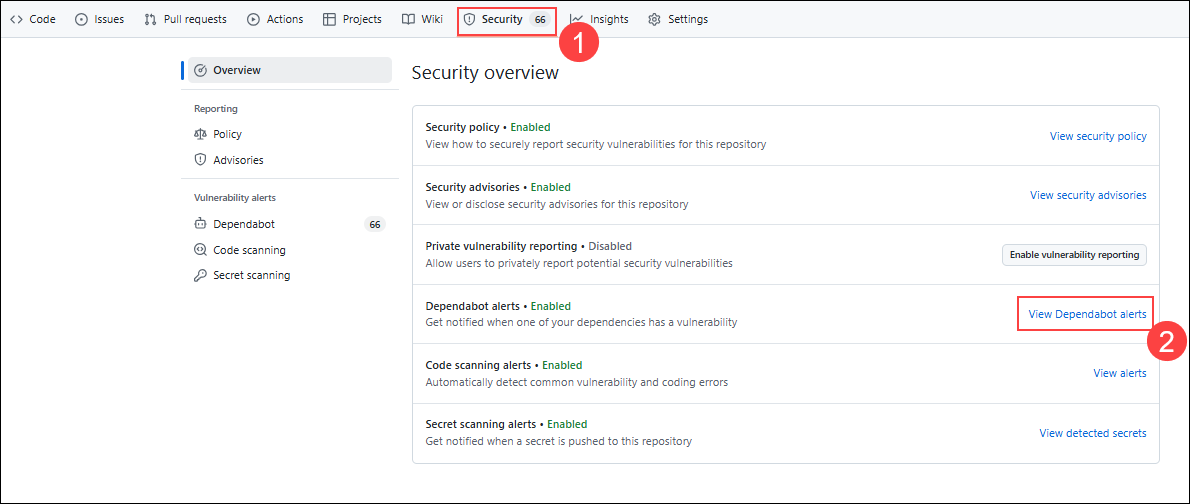 Code Issues Pull requests Actions Projects Wiki Security 66 Insights Settings
1
Overview
Security overview
Reporting
Policy
Advisories
Vulnerability alerts
Dependabot 66
Code scanning
Secret scanning
Security policy • Enabled
View how to securely report security vulnerabilities for this repository
View security policy
Security advisories • Enabled
View or disclose security advisories for this repository
View security advisories
Private vulnerability reporting • Disabled
Allow users to privately report potential security vulnerabilities
Enable vulnerability reporting
Dependabot alerts • Enabled
Get notified when one of your dependencies has a vulnerability
View Dependabot alerts
2
Code scanning alerts • Enabled
Automatically detect common vulnerability and coding errors
View alerts
Secret scanning alerts • Enabled
Get notified when a secret is pushed to this repository
View detected secrets